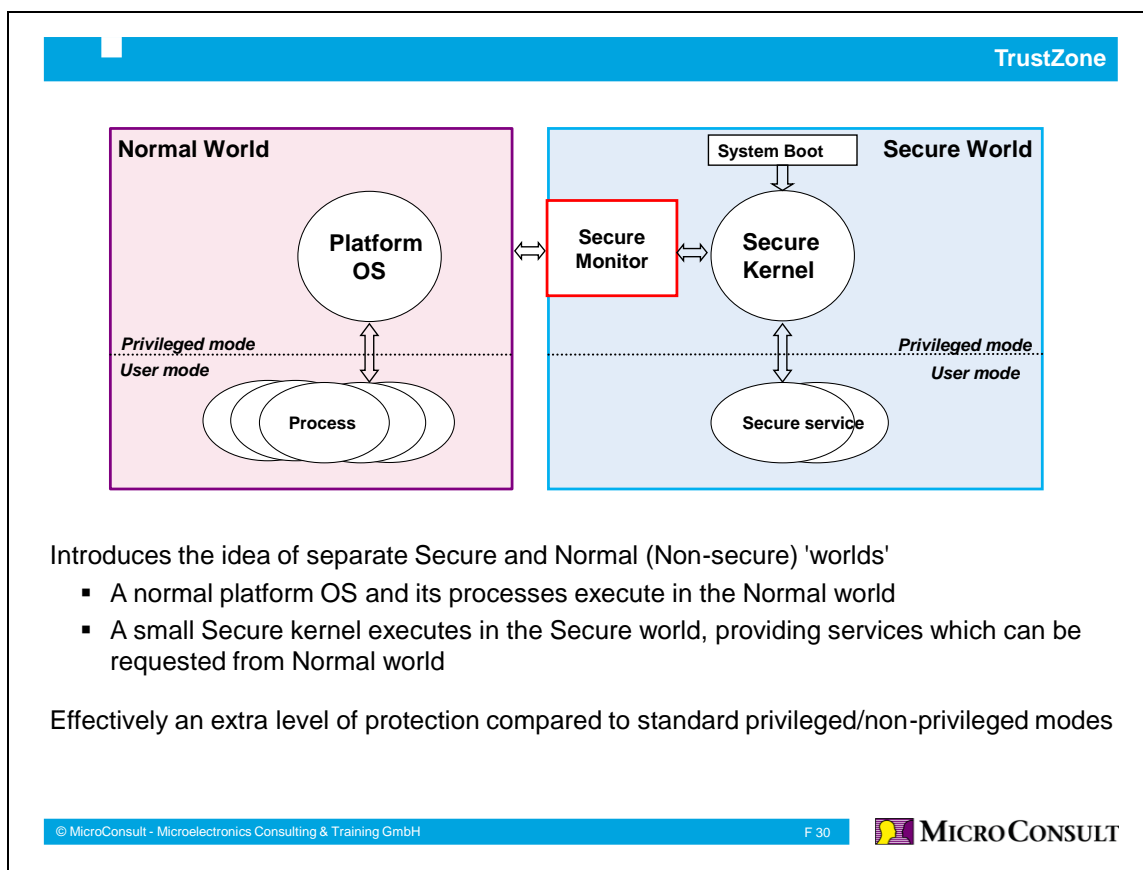 TrustZone
Normal World
System Boot
Secure World
Platform
OS
Secure
Monitor
Secure
Kernel
Privileged mode
User mode
Privileged mode
User mode
Process
Secure service
Introduces the idea of separate Secure and Normal (Non-secure) 'worlds'
▪ A normal platform OS and its processes execute in the Normal world
▪ A small Secure kernel executes in the Secure world, providing services which can be
requested from Normal world
Effectively an extra level of protection compared to standard privileged/non-privileged modes
© MicroConsult - Microelectronics Consulting & Training GmbH
F 30
MICROCONSULT